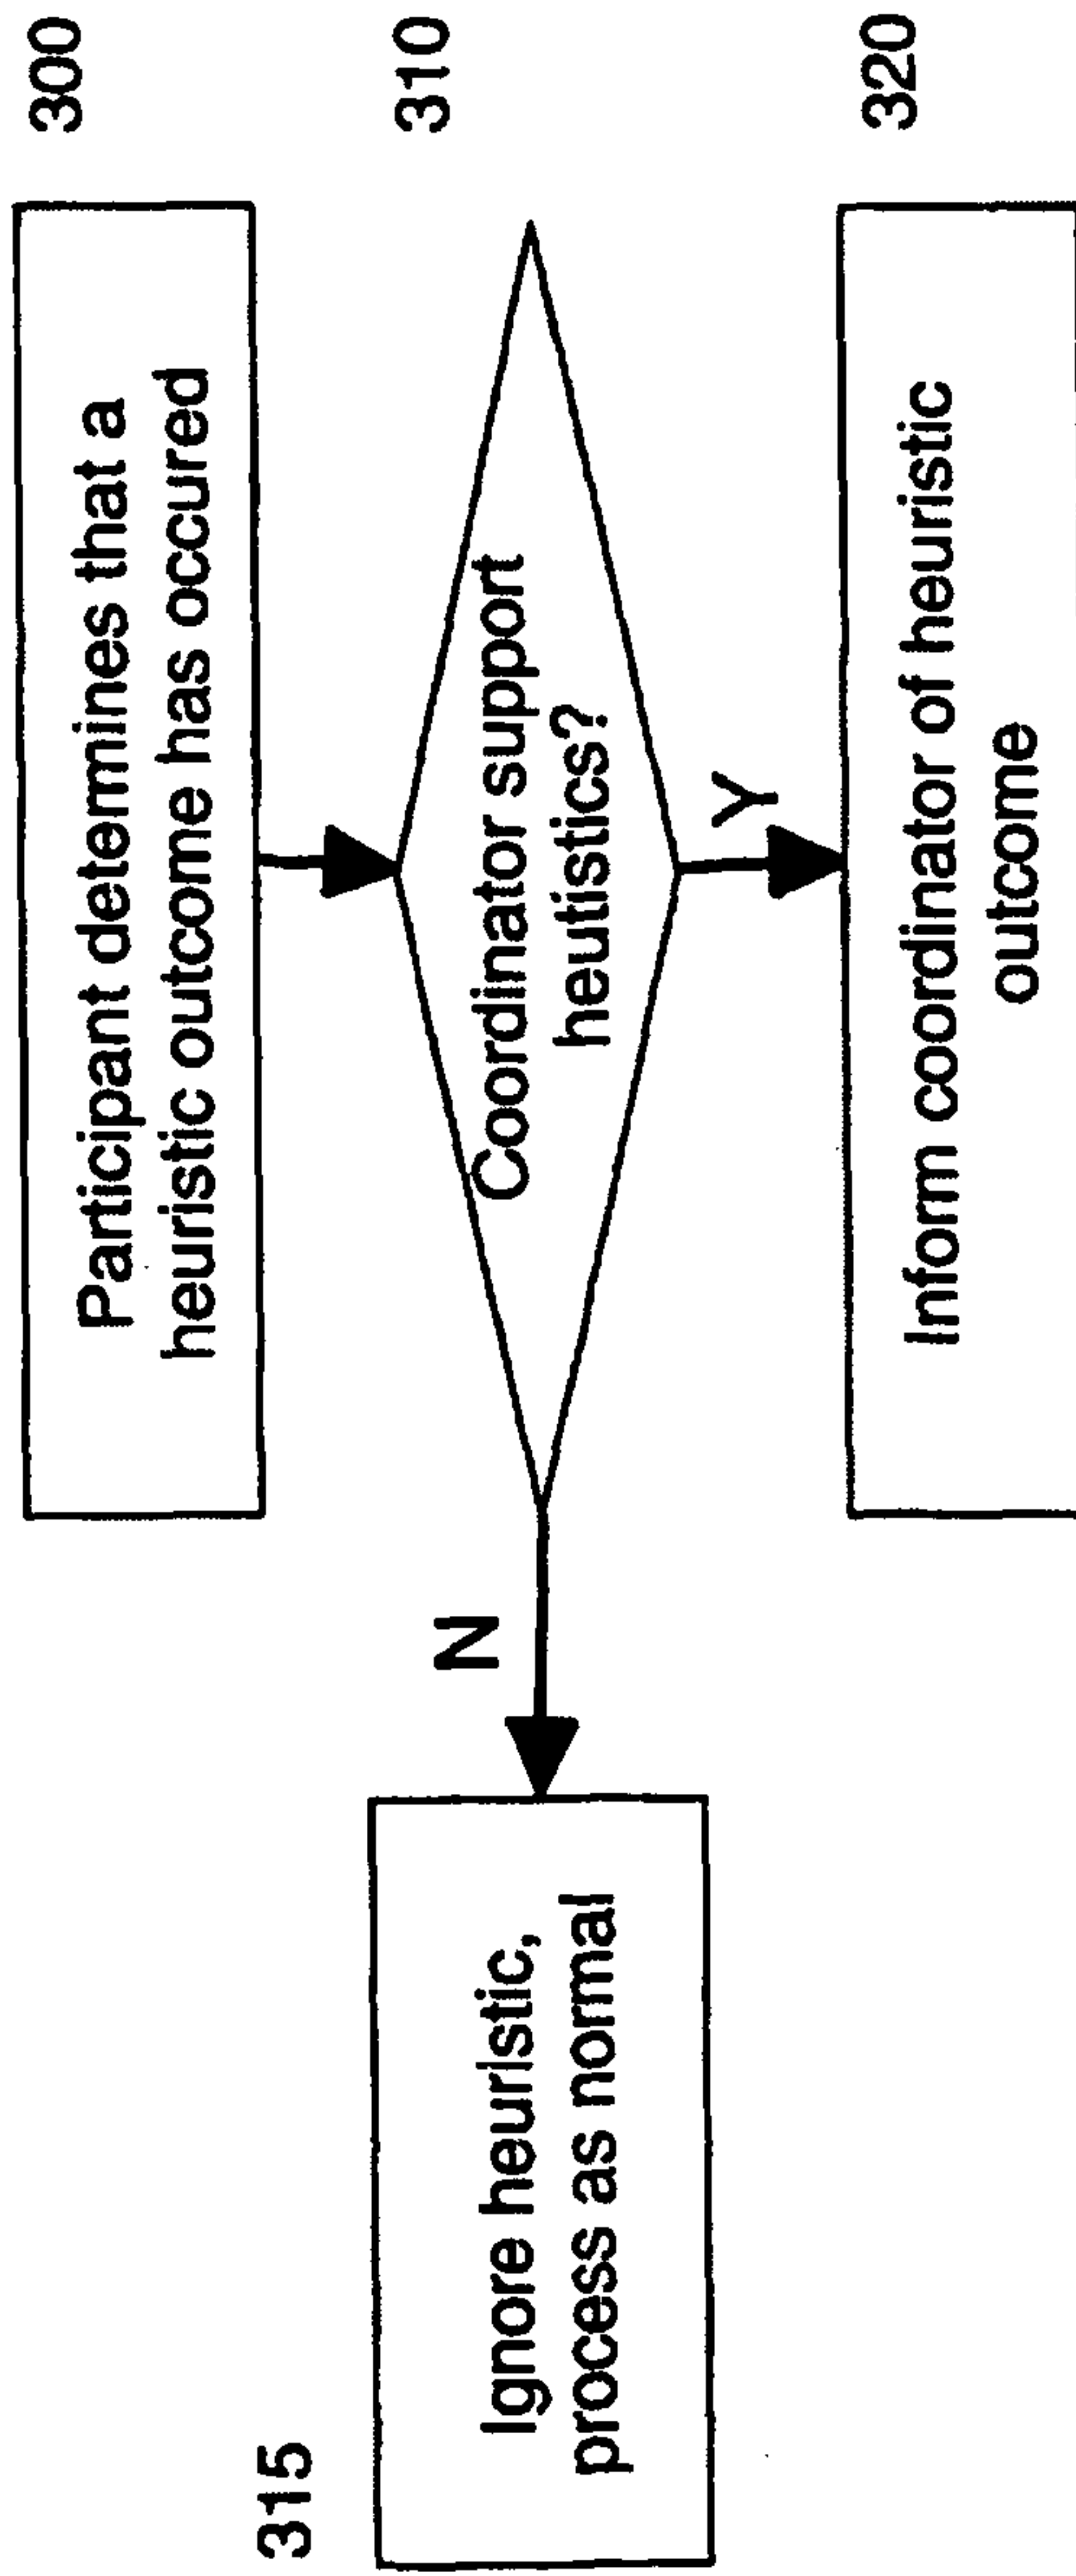 Participant determines that a
heuristic outcome has occured
300
Coordinator support
heutistics?
310
N
Y
315
Ignore heuristic,
process as normal
Inform coordinator of heuristic
outcome
320